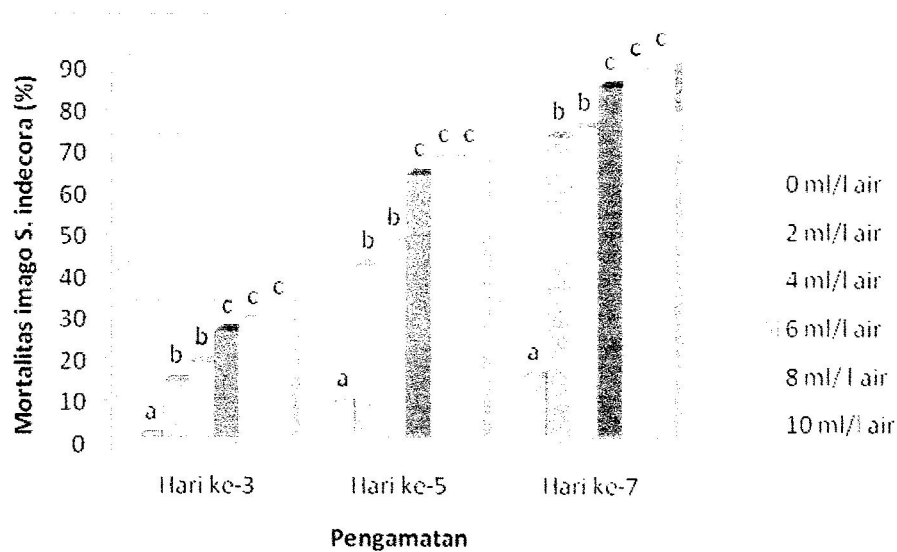 Mortalitas imago S. indecora (%)
90
80
70
60
50
40
30
20
10
0
a b b c c c
a b b c c c
a b b c c c
Hari ke-3 Hari ke-5 Hari ke-7
Pengamatan
0 ml/l air
2 ml/l air
4 ml/l air
6 ml/l air
8 ml/ l air
10 ml/l air